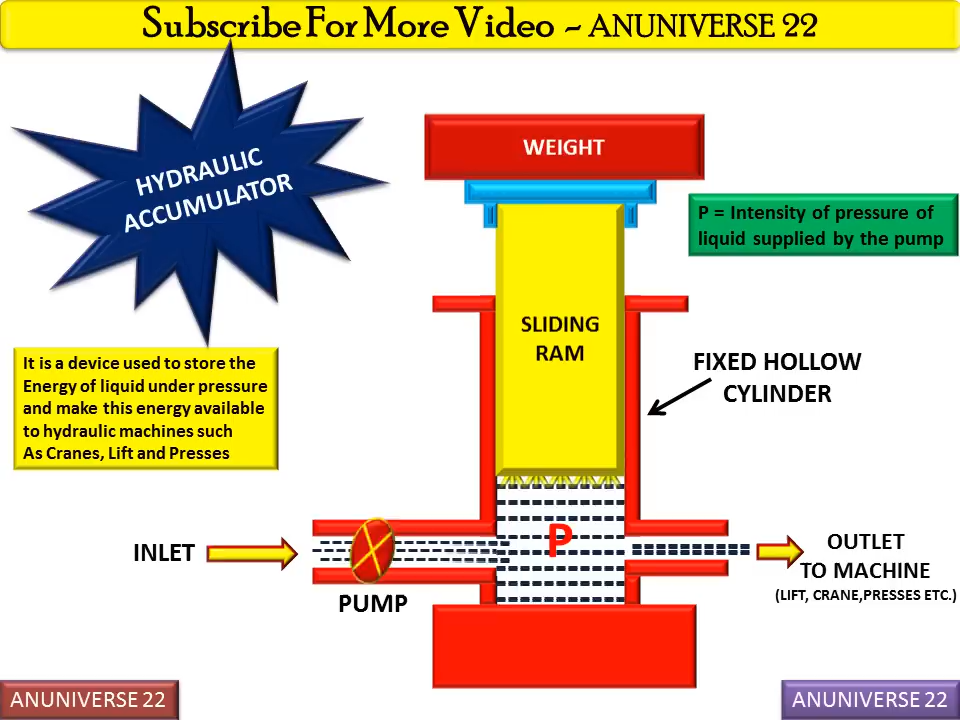 Subscribe For More Video ~ ANUNIVERSE 22
HYDRAULIC
ACCUMULATOR
WEIGHT
P = Intensity of pressure of
liquid supplied by the pump
SLIDING
RAM
It is a device used to store the
Energy of liquid under pressure
and make this energy available
to hydraulic machines such
As Cranes, Lift and Presses
FIXED HOLLOW
CYLINDER
P
INLET
PUMP
OUTLET
TO MACHINE
(LIFT, CRANE,PRESSES ETC.)
ANUNIVERSE 22
ANUNIVERSE 22